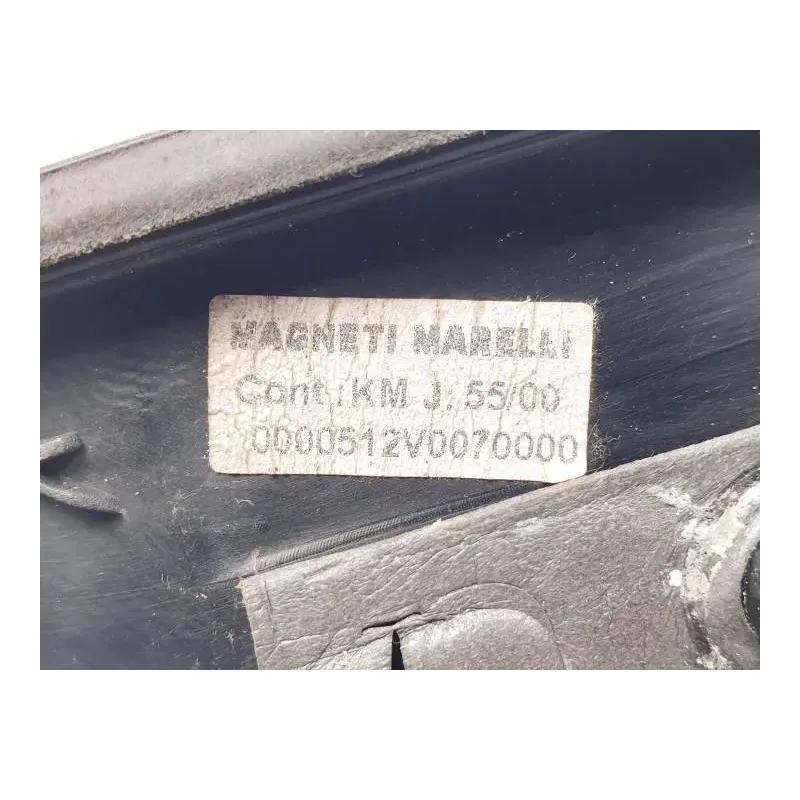 MAGNETI MARELLI
Cont /KM J: 55/00
0000512V0070000